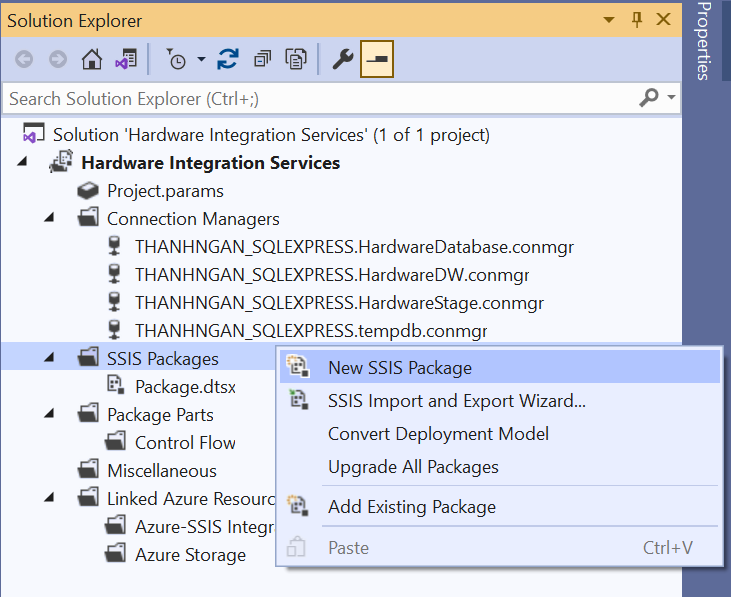 Solution Explorer
Properties
Search Solution Explorer (Ctrl+;)
Solution 'Hardware Integration Services' (1 of 1 project)
Hardware Integration Services
Project.params
Connection Managers
THANHNGAN_SQLEXPRESS.HardwareDatabase.conmgr
THANHNGAN_SQLEXPRESS.HardwareDW.conmgr
THANHNGAN_SQLEXPRESS.HardwareStage.conmgr
THANHNGAN_SQLEXPRESS.tempdb.conmgr
SSIS Packages
Package.dtsx
Package Parts
Control Flow
Miscellaneous
Linked Azure Resourc
Azure-SSIS Integr
Azure Storage
New SSIS Package
SSIS Import and Export Wizard...
Convert Deployment Model
Upgrade All Packages
Add Existing Package
Paste Ctrl+V